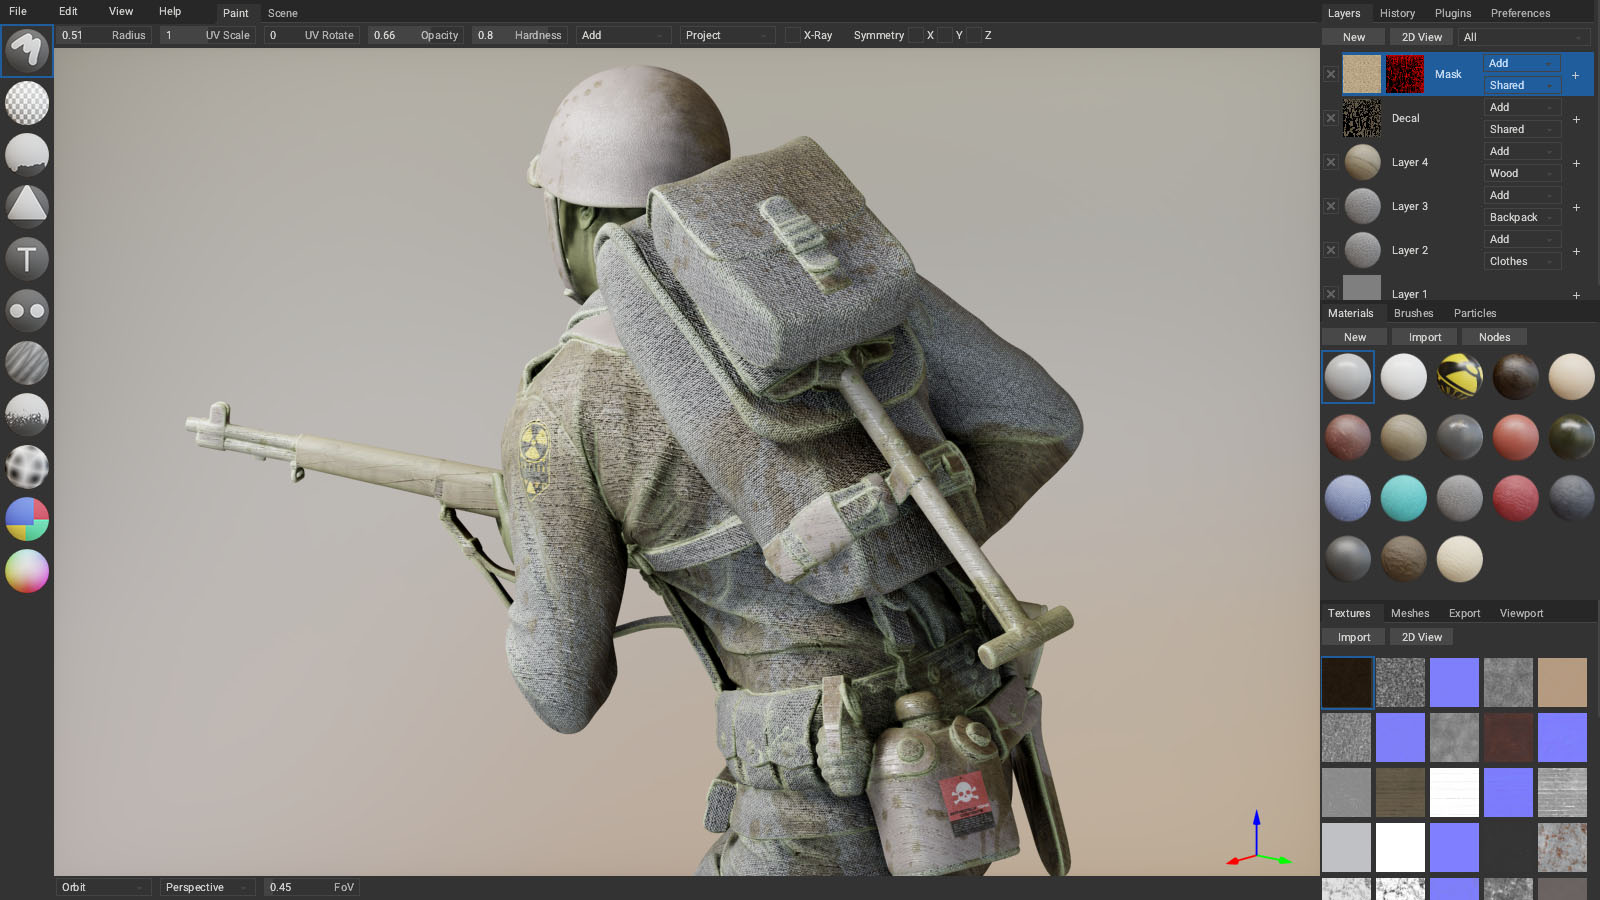 File Edit View Help Paint Scene
0.51 Radius 1 UV Scale 0 UV Rotate 0.66 Opacity 0.8 Hardness Add Project X-Ray Symmetry X Y Z
Layers History Plugins Preferences
New 2D View All
Mask Add
Shared
Decal Add
Shared
Layer 4 Add
Wood
Layer 3 Add
Backpack
Layer 2 Add
Clothes
Layer 1
T
Materials Brushes Particles
New Import Nodes
Textures Meshes Export Viewport
Import 2D View
Orbit Perspective 0.45 FoV